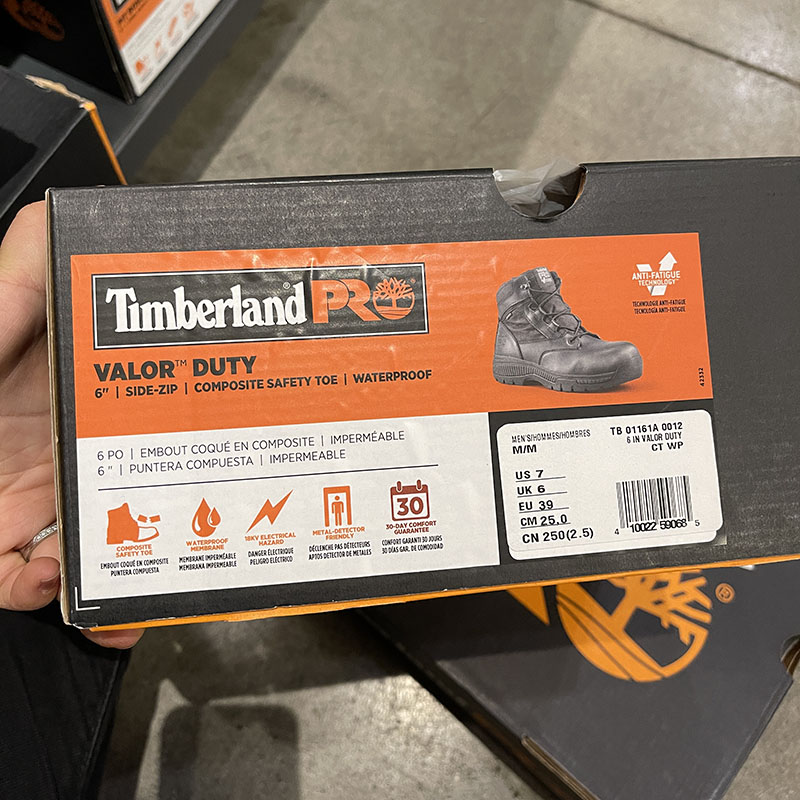 Timberland® PRO
VALOR™ DUTY
6" | SIDE-ZIP | COMPOSITE SAFETY TOE | WATERPROOF
ANTI-FATIGUE
TECHNOLOGY
TECHNOLOGIE ANTI-FATIGUE
TECNOLOGÍA ANTI-FATIGUE
42332
6 PO | EMBOUT COQUÉ EN COMPOSITE | IMPERMÉABLE
6" | PUNTERA COMPUESTA | IMPERMEABLE
COMPOSITE
SAFETY TOE
EMBOUT COQUÉ EN COMPOSITE
PUNTERA COMPUESTA
WATERPROOF
MEMBRANE
MEMBRANE IMPERMÉABLE
MEMBRANA IMPERMEABLE
18KV ELECTRICAL
HAZARD
DANGER ÉLECTRIQUE
PELIGRO ELÉCTRICO
METAL-DETECTOR
FRIENDLY
DÉCLENCHE PAS DÉTECTEURS
APTOS DETECTOR DE METALES
30
30-DAY COMFORT
GUARANTEE
CONFORT GARANTI 30 JOURS
30 DÍAS GAR. DE COMODIDAD
MEN'S/HOMMES/HOMBRES
M/M
TB 01161A 0012
6 IN VALOR DUTY
CT WP
US 7
UK 6
EU 39
CM 25.0
CN 250(2.5)
4 10022 59068 5
®